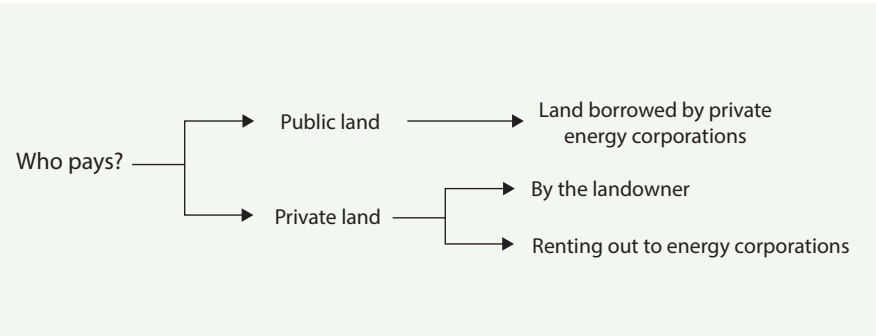 Who pays?
Public land
Land borrowed by private
energy corporations
Private land
By the landowner
Renting out to energy corporations